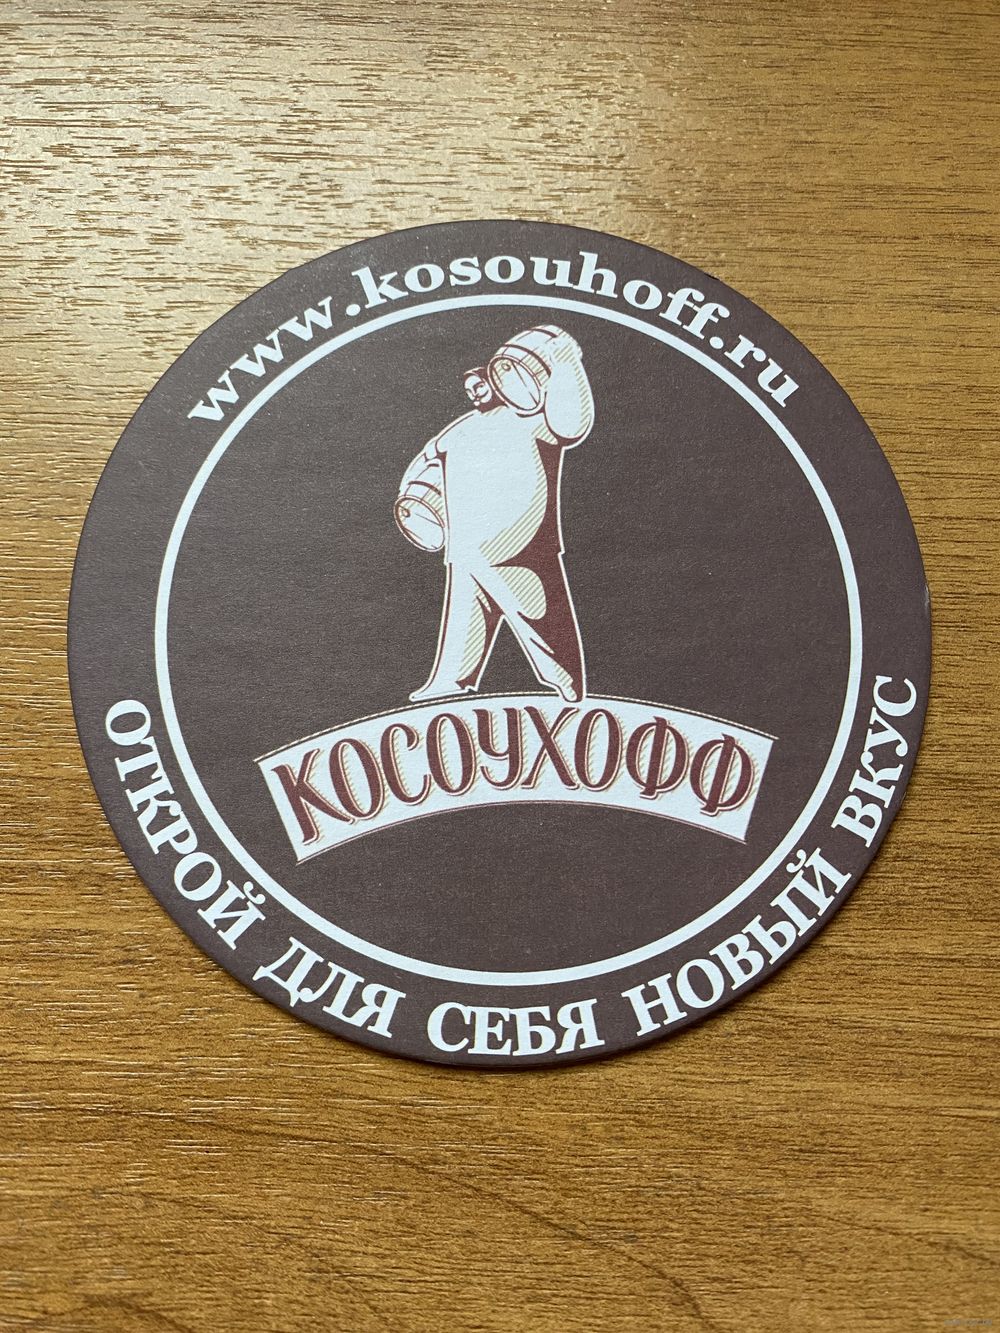 www.kosouhoff.ru
КОСОУХОФФ
ОТКРОЙ ДЛЯ СЕБЯ НОВЫЙ ВКУС